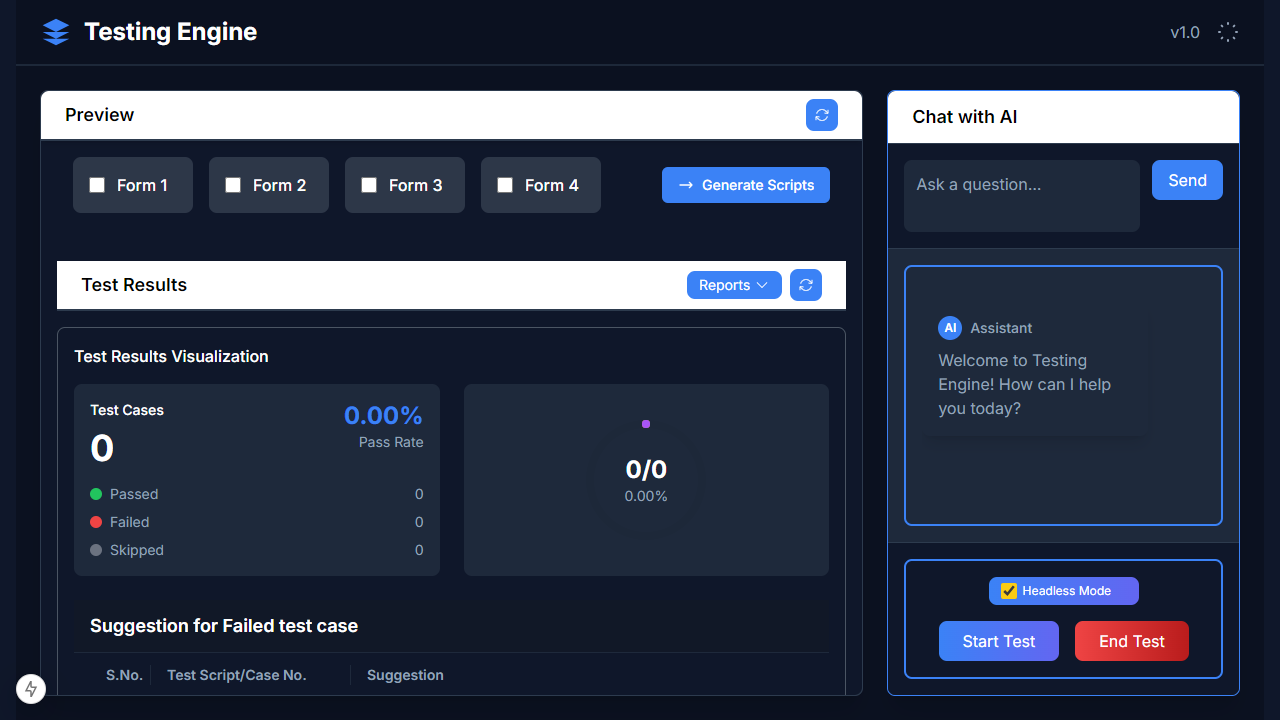 Testing Engine
v1.0
Preview
Form 1
Form 2
Form 3
Form 4
Generate Scripts
Test Results
Reports
Test Results Visualization
Test Cases
0
0.00%
Pass Rate
Passed 0
Failed 0
Skipped 0
0/0
0.00%
Suggestion for Failed test case
S.No. Test Script/Case No. Suggestion
Chat with AI
Ask a question...
Send
AI Assistant
Welcome to Testing
Engine! How can I help
you today?
Headless Mode
Start Test
End Test